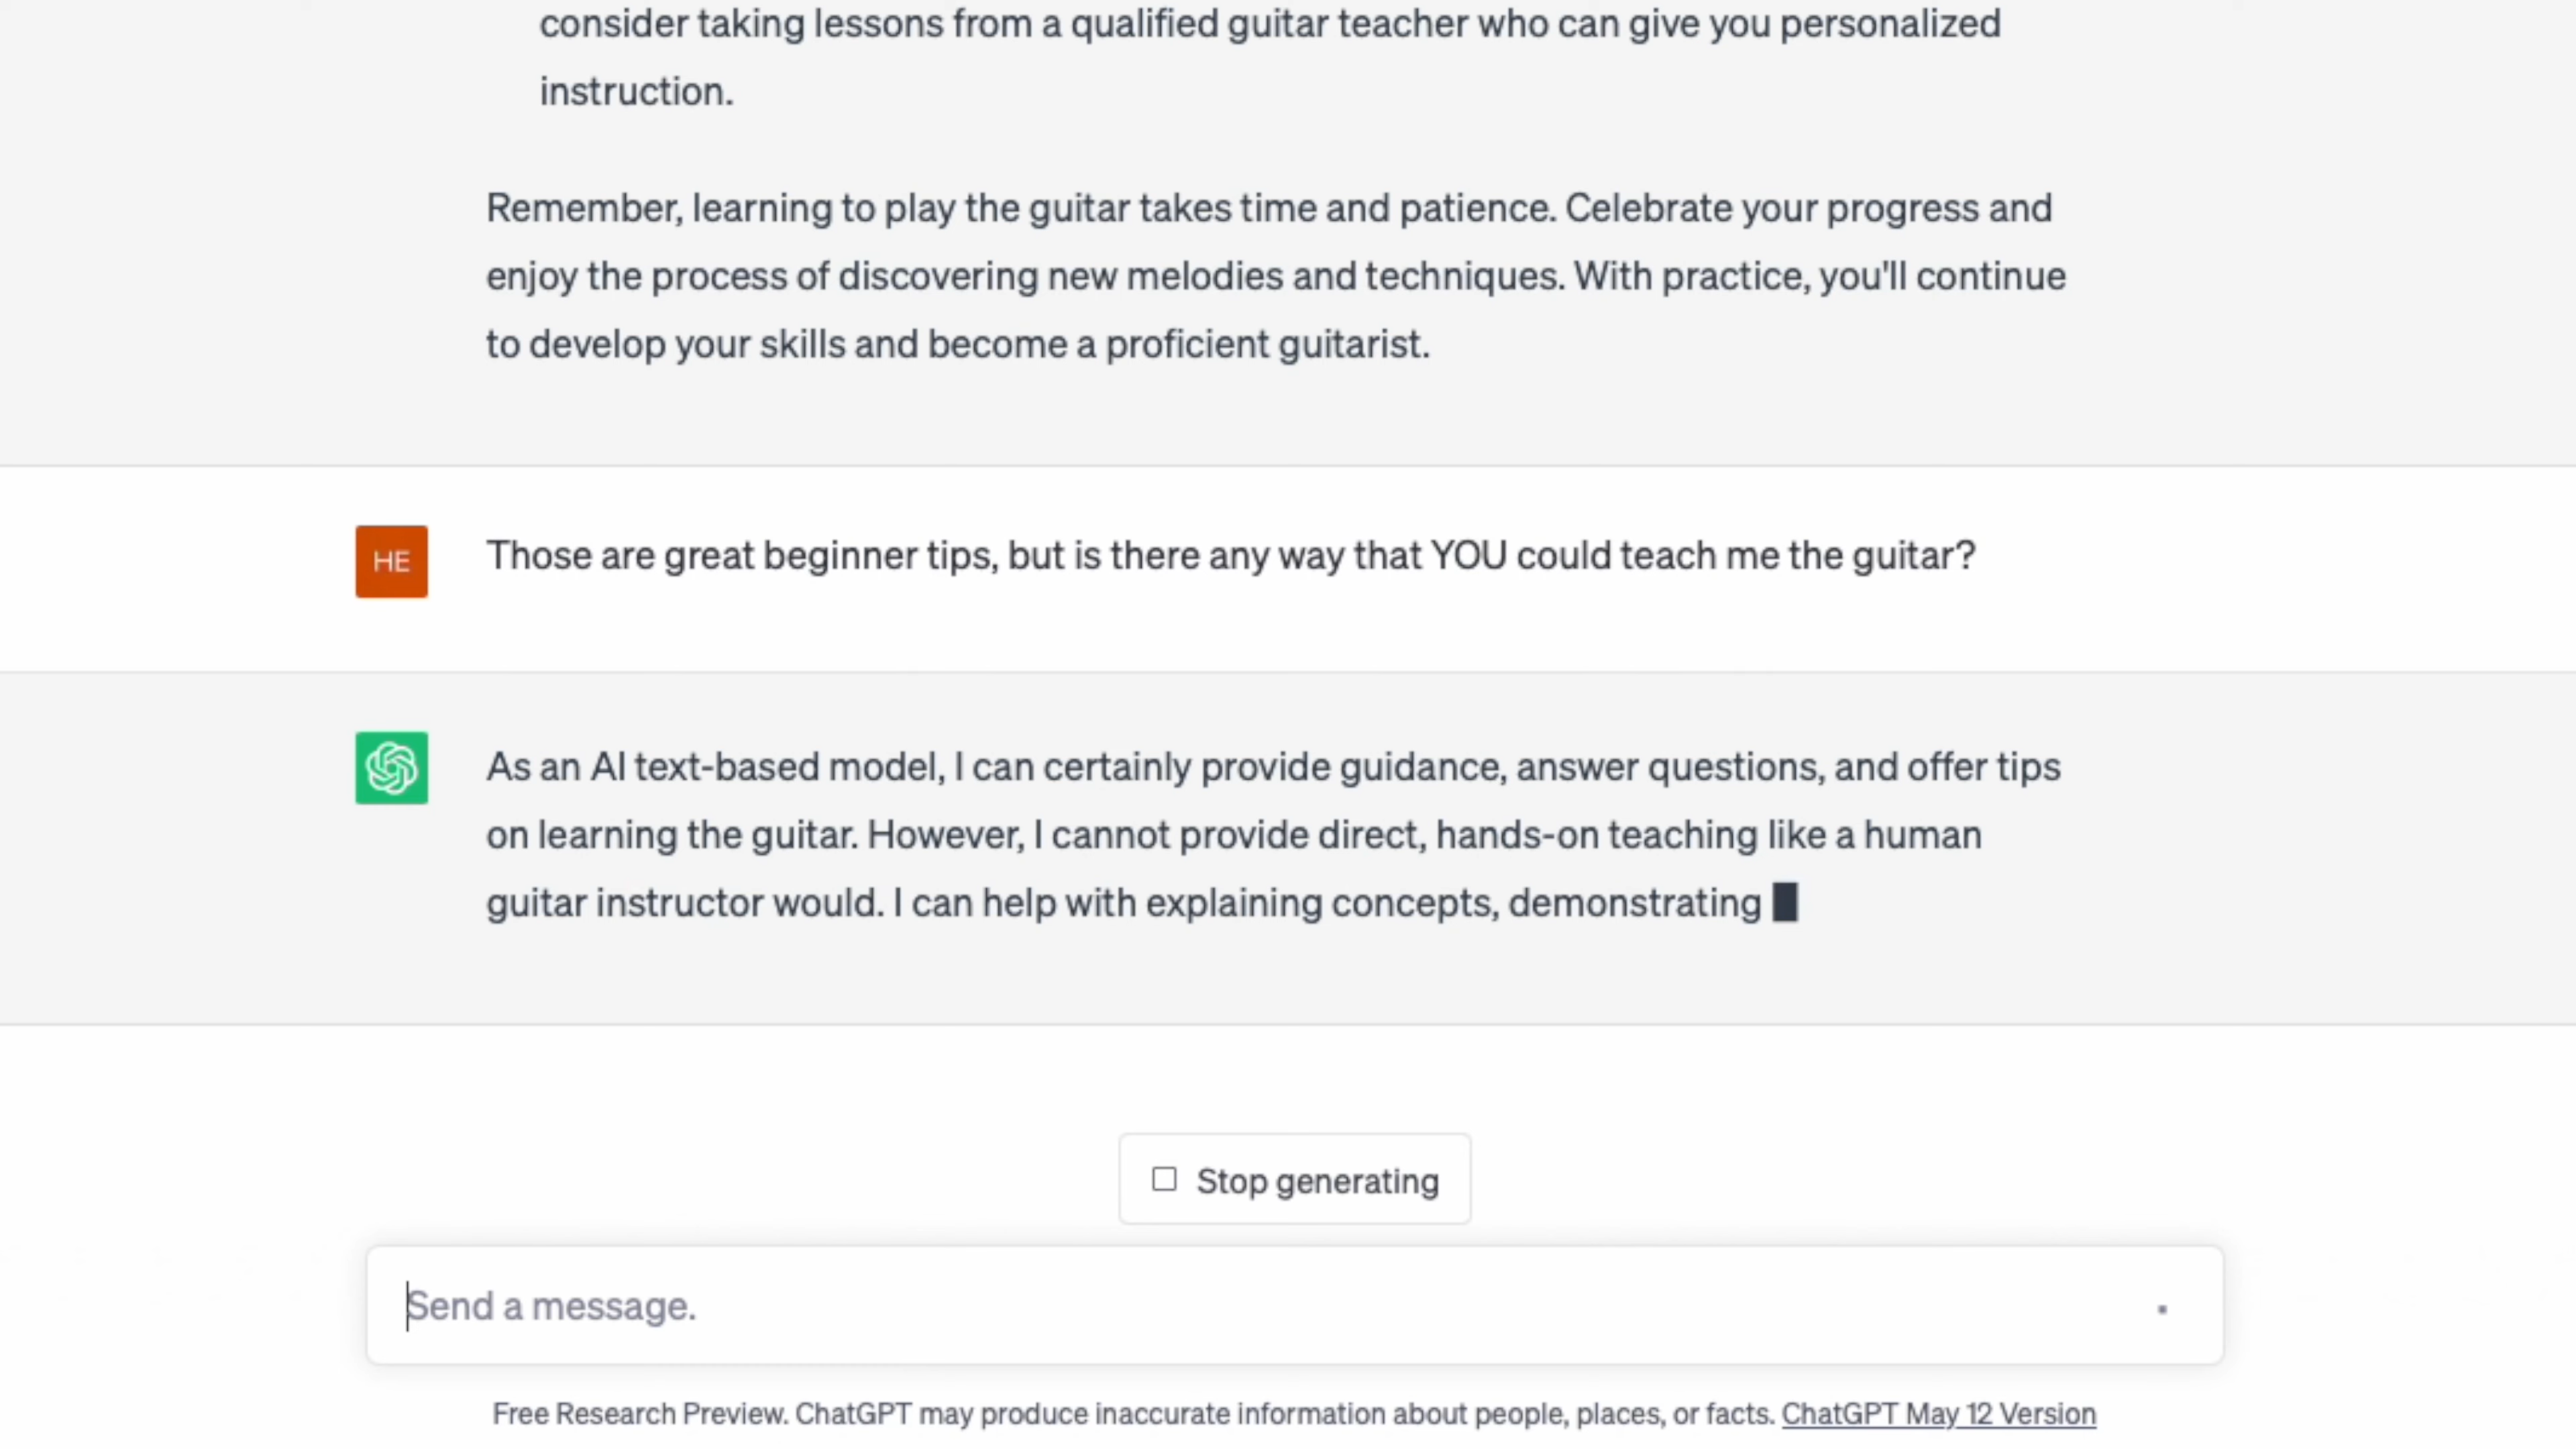 consider taking lessons from a qualified guitar teacher who can give you personalized
instruction.
Remember, learning to play the guitar takes time and patience. Celebrate your progress and
enjoy the process of discovering new melodies and techniques. With practice, you'll continue
to develop your skills and become a proficient guitarist.
HE
Those are great beginner tips, but is there any way that YOU could teach me the guitar?
As an AI text-based model, I can certainly provide guidance, answer questions, and offer tips
on learning the guitar. However, I cannot provide direct, hands-on teaching like a human
guitar instructor would. I can help with explaining concepts, demonstrating
Stop generating
Send a message.
Free Research Preview. ChatGPT may produce inaccurate information about people, places, or facts. ChatGPT May 12 Version